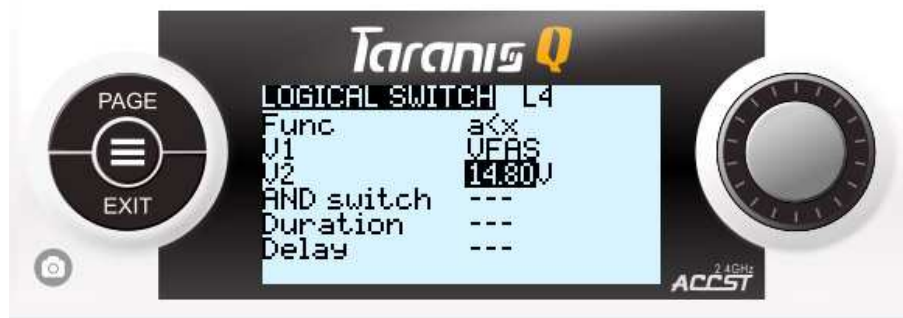 Taranis Q
PAGE
EXIT
LOGICAL SWITCH L4
Func a<x
V1 VFAS
V2 14.80V
AND switch ---
Duration ---
Delay ---
2.4GHz
ACCST